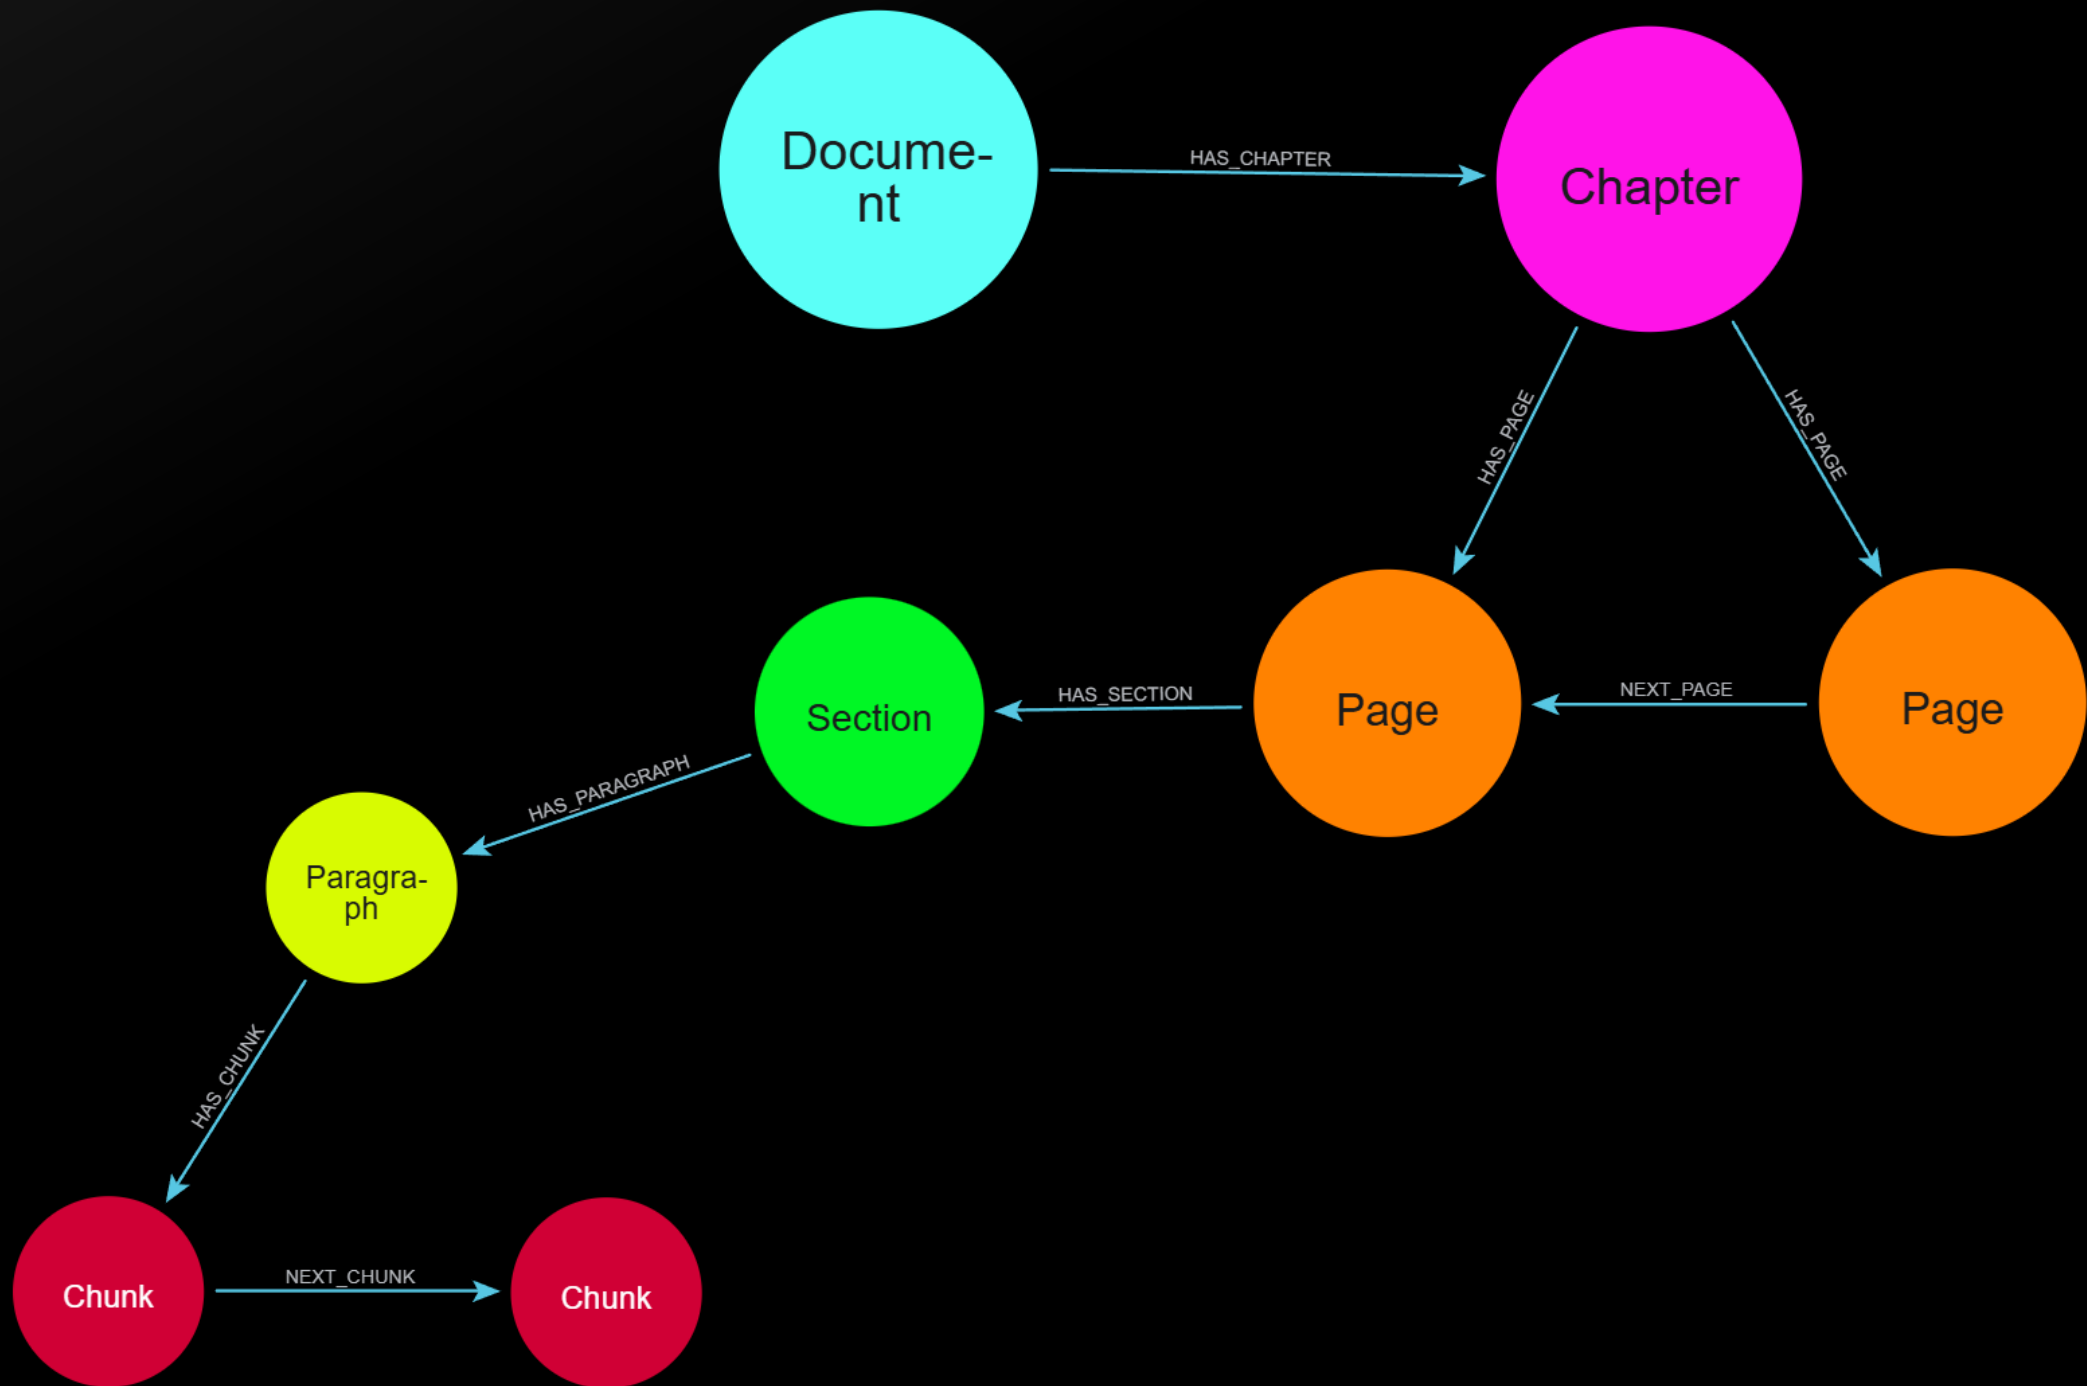 Docume-
nt
HAS_CHAPTER
Chapter
HAS_PAGE
HAS_PAGE
Section
HAS_SECTION
Page
NEXT_PAGE
Page
HAS_PARAGRAPH
Paragra-
ph
HAS_CHUNK
Chunk
NEXT_CHUNK
Chunk